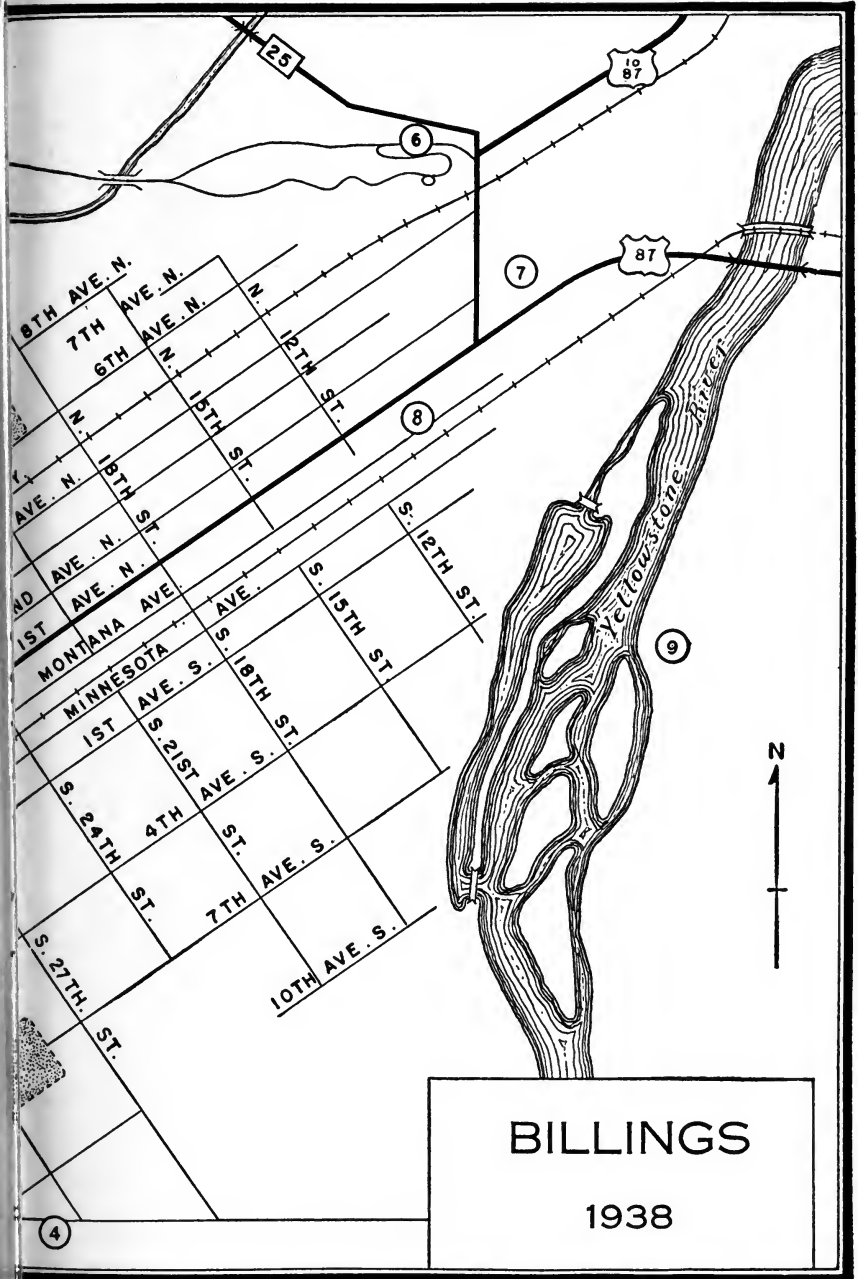 25
10
87
6
87
7
8TH AVE. N.
7TH AVE. N.
6TH AVE. N.
N. 12TH ST.
N. 15TH ST.
N. 18TH ST.
8
Y.
AVE. N.
ND AVE. N.
1ST AVE. N.
MONTANA AVE.
MINNESOTA AVE.
1ST AVE. S.
S. 12TH ST.
S. 15TH ST.
S. 18TH ST.
S. 21ST ST.
4TH AVE. S.
S. 24TH ST.
7TH AVE. S.
S. 27TH. ST.
10TH AVE. S.
Yellowstone River
9
N
BILLINGS
1938
4